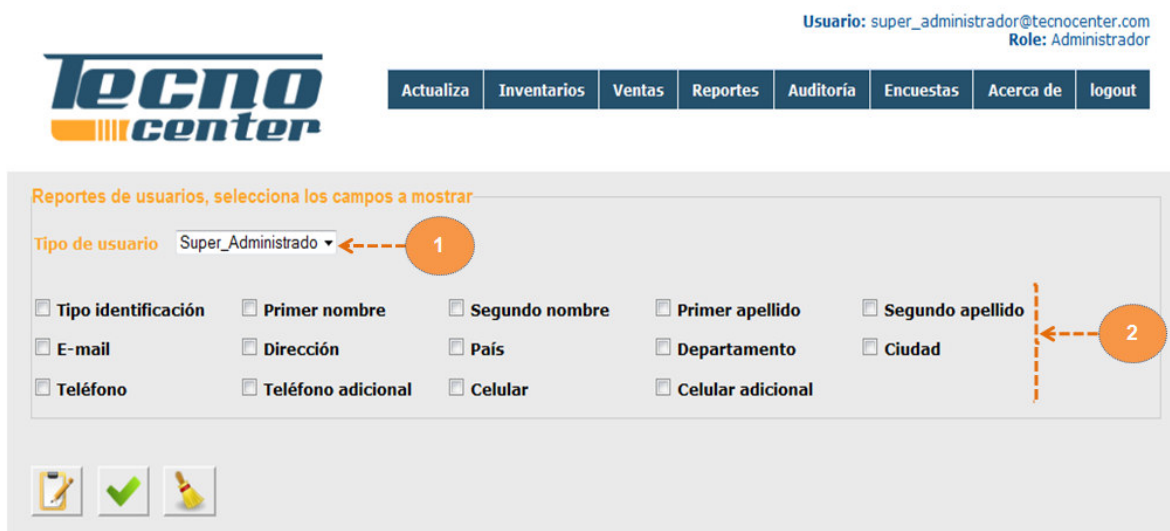 Usuario: super_administrador@tecnocenter.com
Role: Administrador
Tecno
center
Actualiza Inventarios Ventas Reportes Auditoría Encuestas Acerca de logout
Reportes de usuarios, selecciona los campos a mostrar
Tipo de usuario Super_Administrado 1
Tipo identificación Primer nombre Segundo nombre Primer apellido Segundo apellido
2
E-mail Dirección País Departamento Ciudad
Teléfono Teléfono adicional Celular Celular adicional